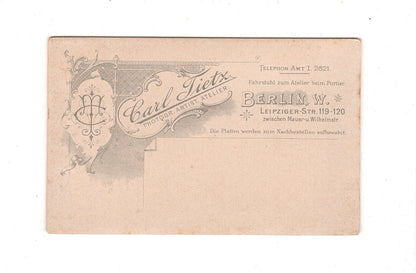 Telephon Amt I. 2821.
Fahrstuhl zum Atelier beim Portier.
Carl Tietz
PHOTOGR. ARTIST. ATELIER
BERLIN, W.
LEIPZIGER-STR. 119-120
zwischen Mauer- u. Wilhelmstr.
Die Platten werden zum Nachbestellen aufbewahrt.